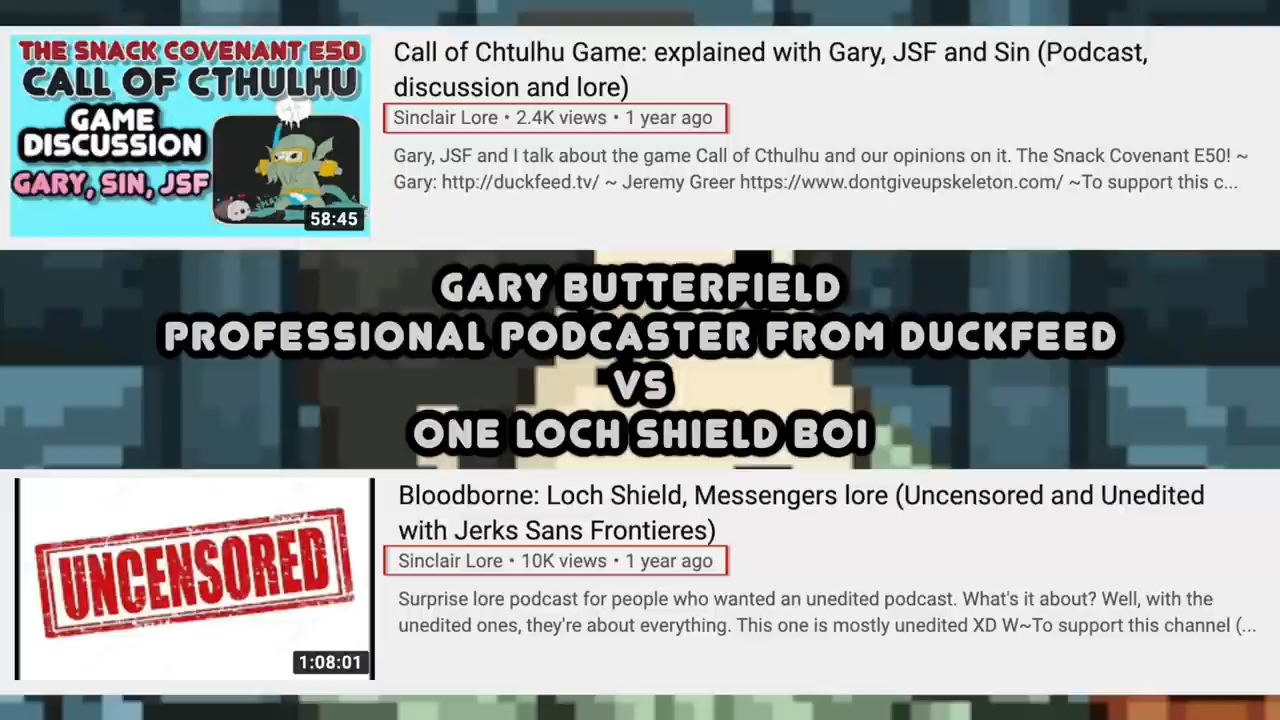 THE SNACK COVENANT E50
CALL OF CTHULHU
GAME
DISCUSSION
GARY, SIN, JSF
58:45
Call of Chtulhu Game: explained with Gary, JSF and Sin (Podcast,
discussion and lore)
Sinclair Lore • 2.4K views • 1 year ago
Gary, JSF and I talk about the game Call of Cthulhu and our opinions on it. The Snack Covenant E50! ~
Gary: http://duckfeed.tv/ ~ Jeremy Greer https://www.dontgiveupskeleton.com/ ~To support this c...
GARY BUTTERFIELD
PROFESSIONAL PODCASTER FROM DUCKFEED
VS
ONE LOCH SHIELD BOI
UNCENSORED
1:08:01
Bloodborne: Loch Shield, Messengers lore (Uncensored and Unedited
with Jerks Sans Frontieres)
Sinclair Lore • 10K views • 1 year ago
Surprise lore podcast for people who wanted an unedited podcast. What's it about? Well, with the
unedited ones, they're about everything. This one is mostly unedited XD W~To support this channel (...